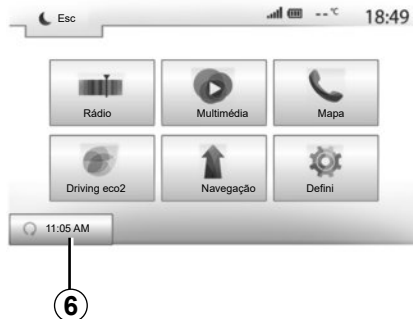 Esc --°C 18:49
Rádio Multimédia Mapa
Driving eco2 Navegação Defini
11:05 AM
6